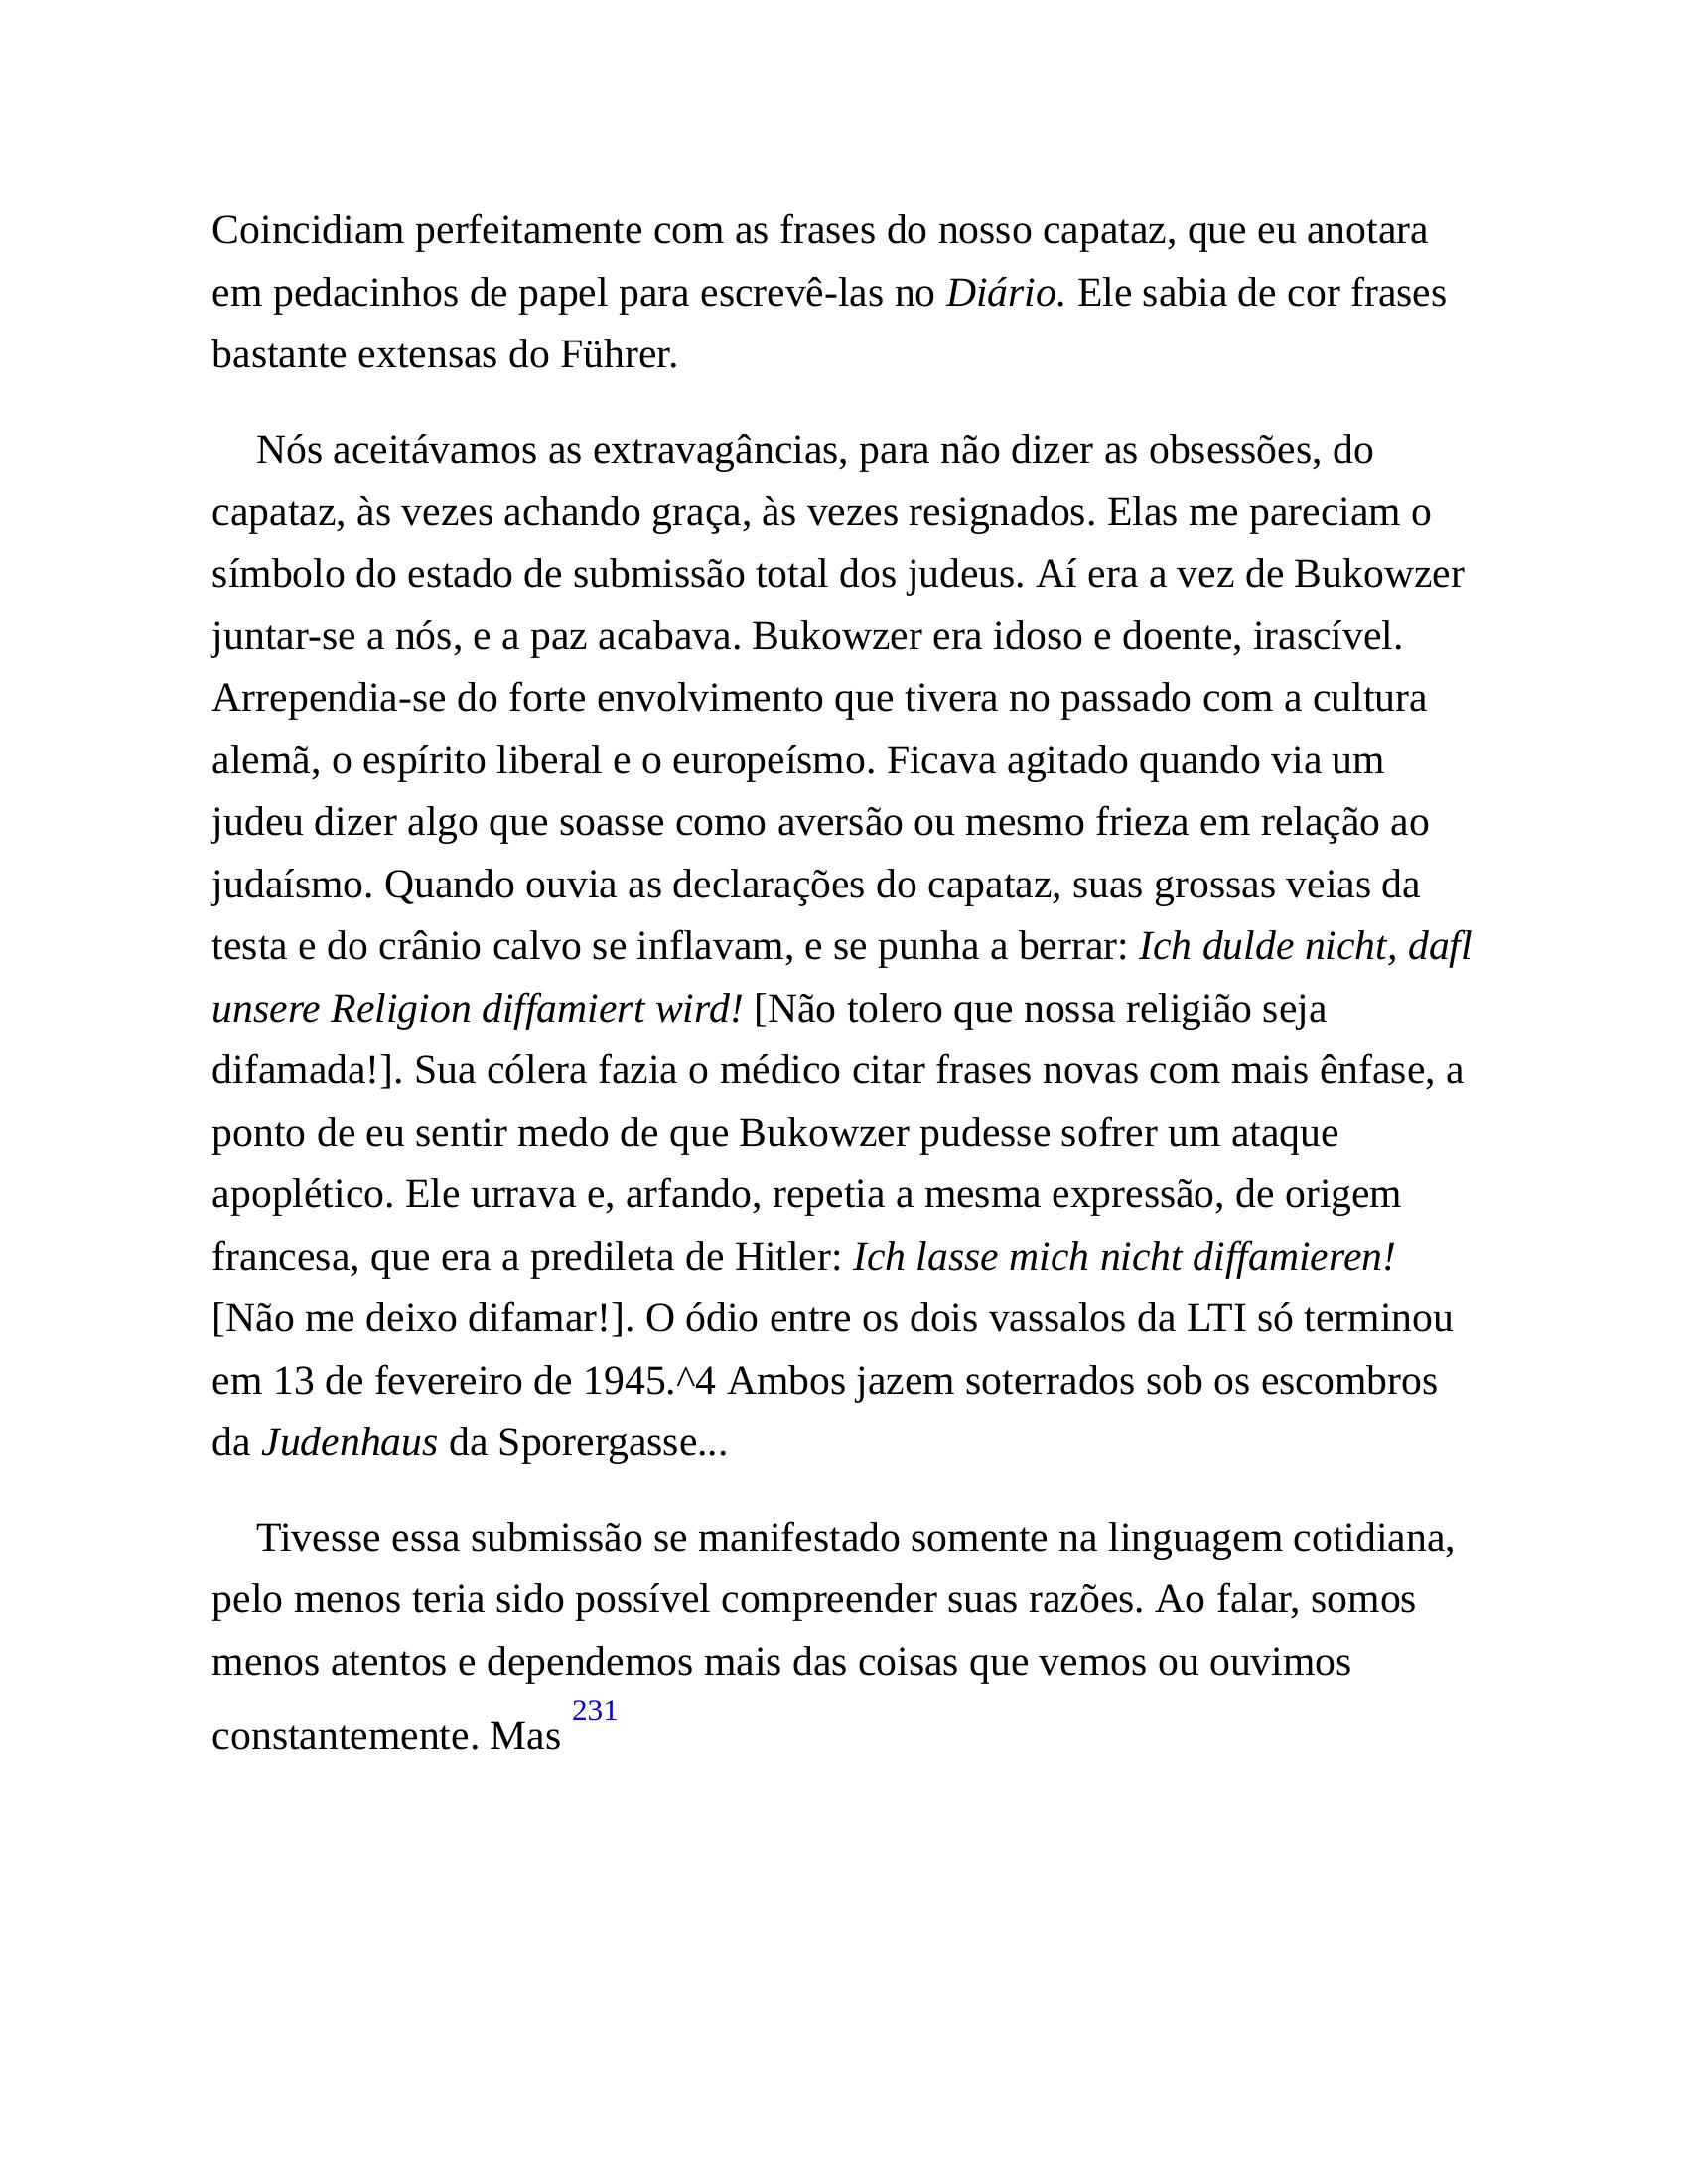 Coincidiam perfeitamente com as frases do nosso capataz, que eu anotara
em pedacinhos de papel para escrevê-las no Diário. Ele sabia de cor frases
bastante extensas do Führer.
Nós aceitávamos as extravagâncias, para não dizer as obsessões, do
capataz, às vezes achando graça, às vezes resignados. Elas me pareciam o
símbolo do estado de submissão total dos judeus. Aí era a vez de Bukowzer
juntar-se a nós, e a paz acabava. Bukowzer era idoso e doente, irascível.
Arrependia-se do forte envolvimento que tivera no passado com a cultura
alemã, o espírito liberal e o europeísmo. Ficava agitado quando via um
judeu dizer algo que soasse como aversão ou mesmo frieza em relação ao
judaísmo. Quando ouvia as declarações do capataz, suas grossas veias da
testa e do crânio calvo se inflavam, e se punha a berrar: Ich dulde nicht, dafl
unsere Religion diffamiert wird! [Não tolero que nossa religião seja
difamada!]. Sua cólera fazia o médico citar frases novas com mais ênfase, a
ponto de eu sentir medo de que Bukowzer pudesse sofrer um ataque
apoplético. Ele urrava e, arfando, repetia a mesma expressão, de origem
francesa, que era a predileta de Hitler: Ich lasse mich nicht diffamieren!
[Não me deixo difamar!]. O ódio entre os dois vassalos da LTI só terminou
em 13 de fevereiro de 1945.^4 Ambos jazem soterrados sob os escombros
da Judenhaus da Sporergasse...
Tivesse essa submissão se manifestado somente na linguagem cotidiana,
pelo menos teria sido possível compreender suas razões. Ao falar, somos
menos atentos e dependemos mais das coisas que vemos ou ouvimos
constantemente. Mas 231